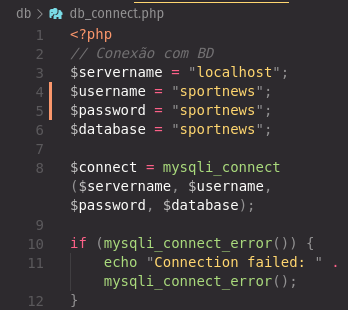 db > db_connect.php
1 <?php
2 // Conexão com BD
3 $servername = "localhost";
4 $username = "sportnews";
5 $password = "sportnews";
6 $database = "sportnews";
7
8 $connect = mysqli_connect
($servername, $username,
$password, $database);
9
10 if (mysqli_connect_error()) {
11 echo "Connection failed: " .
mysqli_connect_error();
12 }